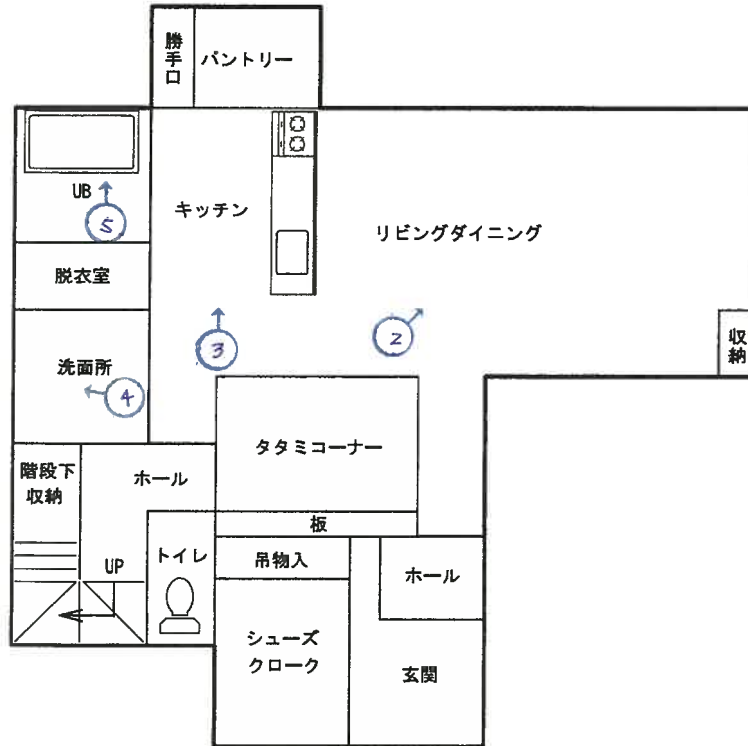 勝手口
パントリー
UB
⑤
キッチン
リビングダイニング
脱衣室
③
②
収納
洗面所
④
タタミコーナー
階段下
収納
ホール
板
UP
トイレ
吊物入
ホール
シューズ
クローク
玄関